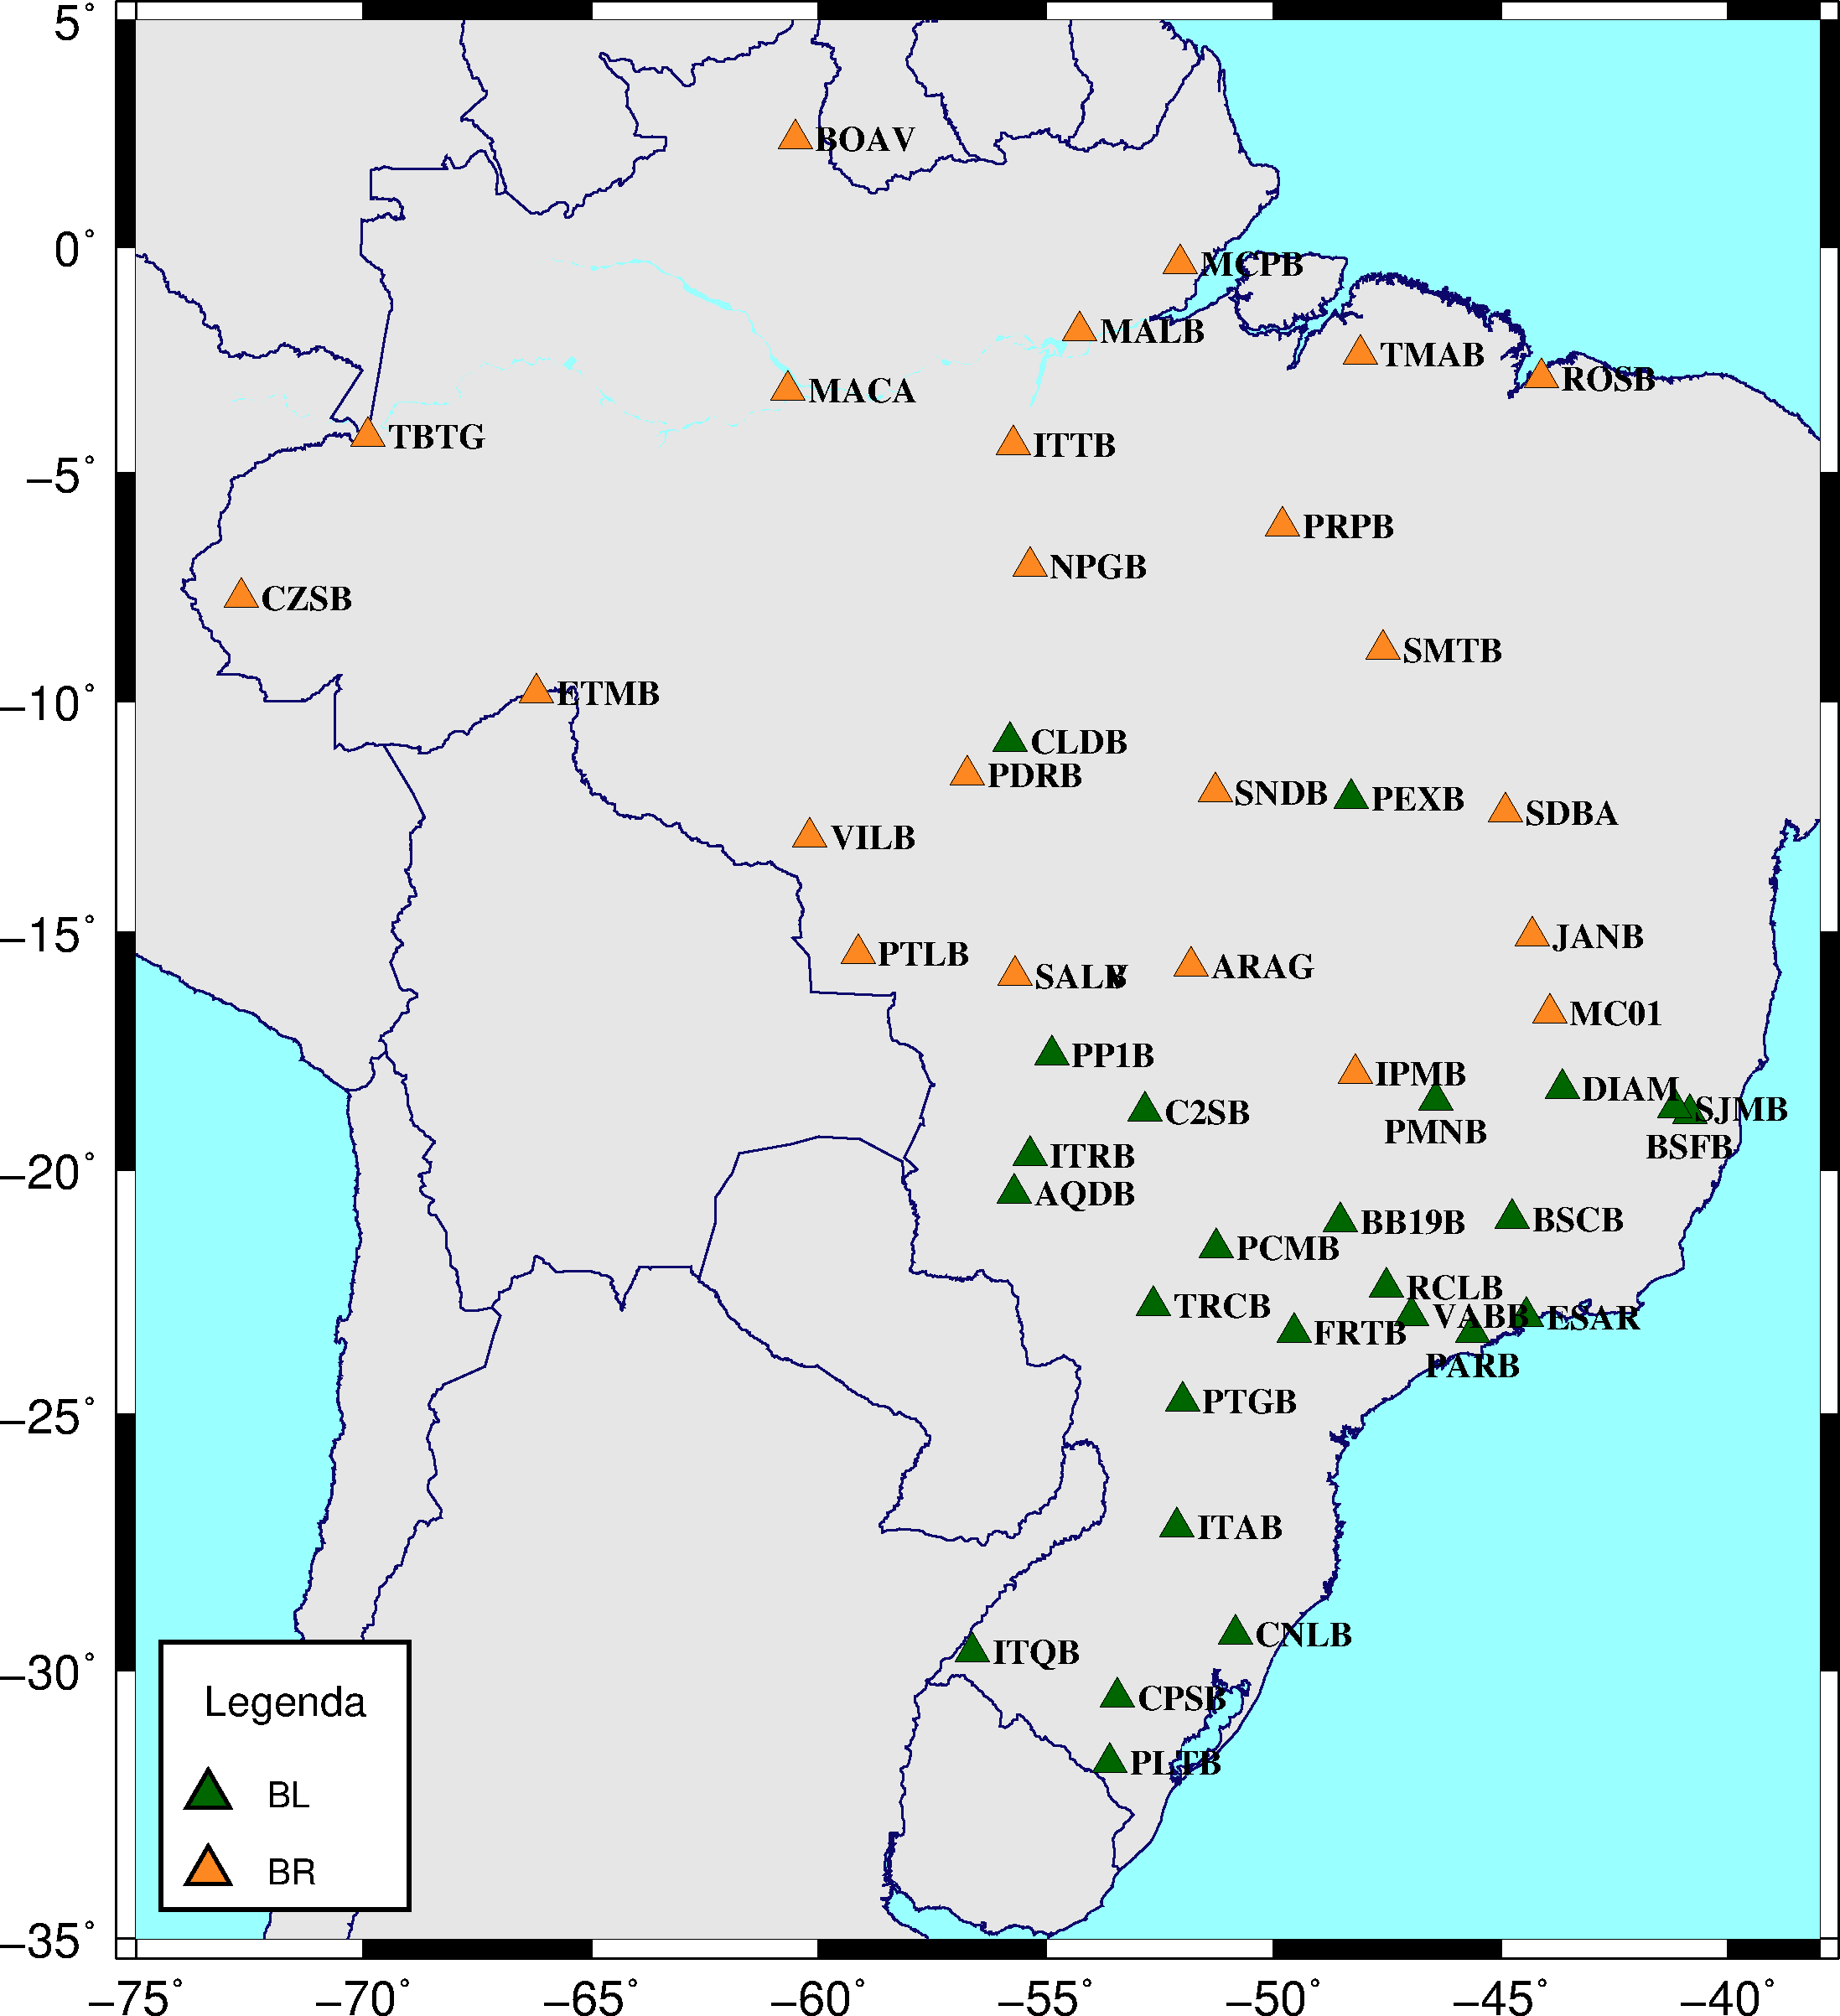 5°
0°
−5°
−10°
−15°
−20°
−25°
−30°
−35°
BOAV
MCPB
MALB
TMAB
ROSB
MACA
TBTG
ITTB
PRPB
NPGB
CZSB
SMTB
ETMB
CLDB
PDRB
SNDB
PEXB
SDBA
VILB
JANB
PTLB
SALB
ARAG
MC01
PP1B
IPMB
DIAM
C2SB
PMNB
SJMB
BSFB
ITRB
AQDB
BB19B
BSCB
PCMB
RCLB
TRCB
VABB
ESAR
FRTB
PARB
PTGB
ITAB
CNLB
ITQB
CPSB
PLTB
Legenda
BL
BR
−75°
−70°
−65°
−60°
−55°
−50°
−45°
−40°